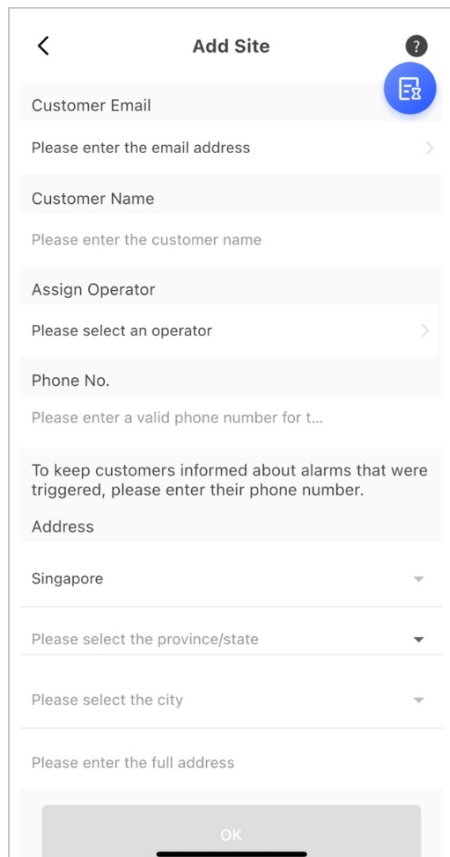 Add Site
?
Customer Email
Please enter the email address
Customer Name
Please enter the customer name
Assign Operator
Please select an operator
Phone No.
Please enter a valid phone number for t...
To keep customers informed about alarms that were
triggered, please enter their phone number.
Address
Singapore
Please select the province/state
Please select the city
Please enter the full address
OK